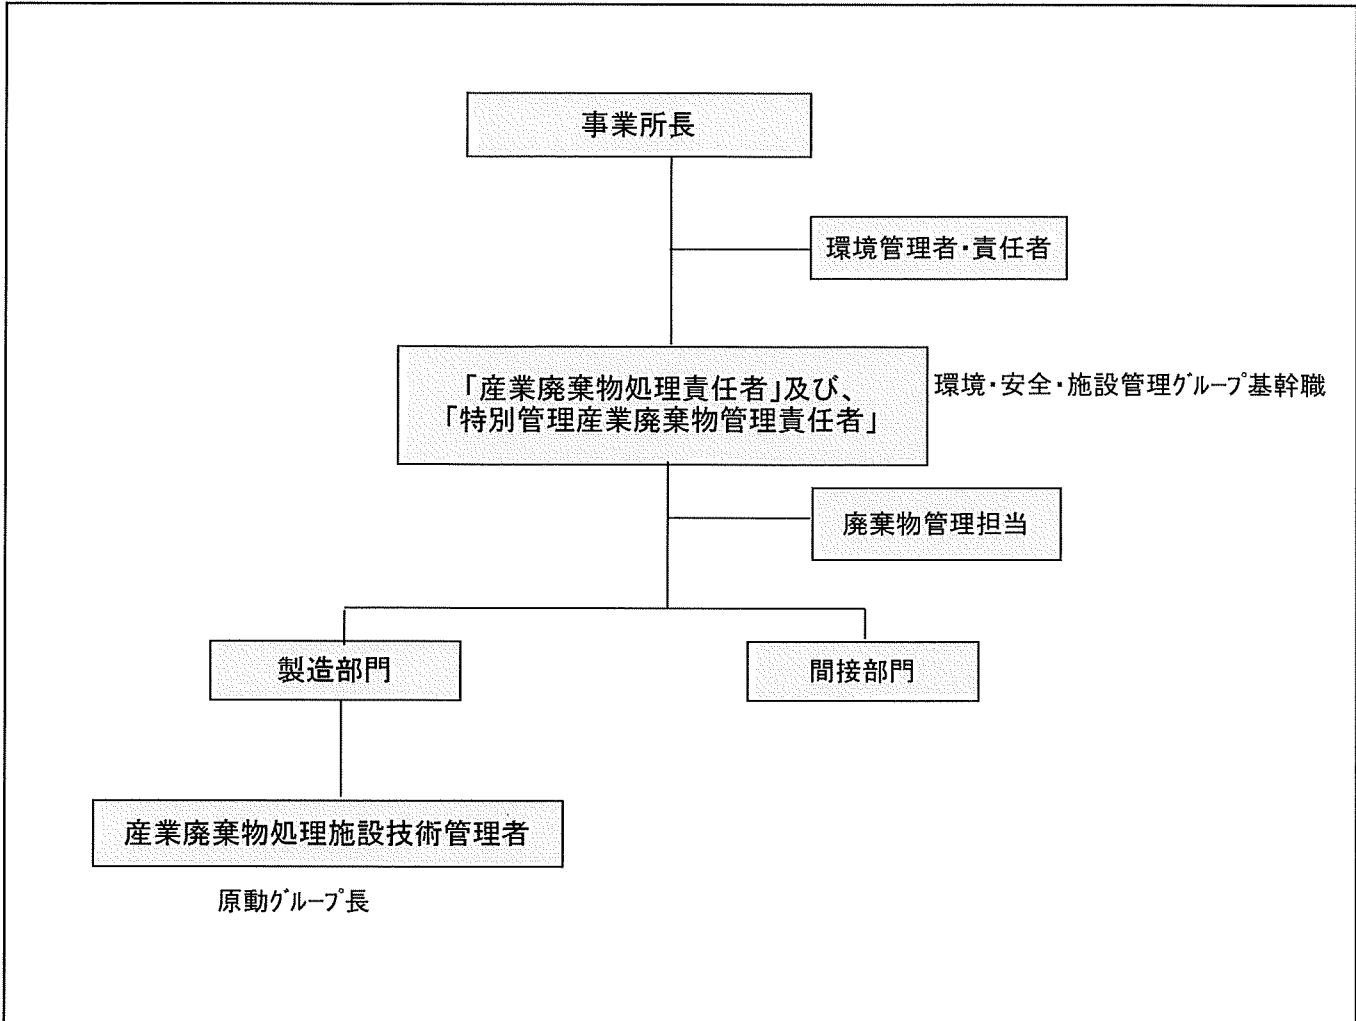 事業所長
環境管理者・責任者
「産業廃棄物処理責任者」及び、
「特別管理産業廃棄物管理責任者」
環境・安全・施設管理グループ基幹職
廃棄物管理担当
製造部門
間接部門
産業廃棄物処理施設技術管理者
原動グループ長